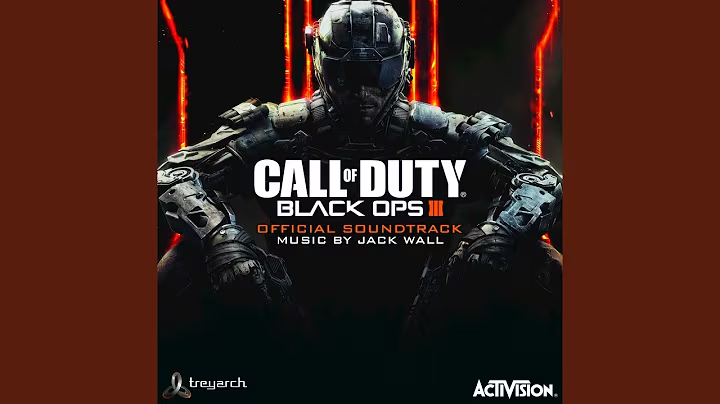 CALL OF DUTY®
BLACK OPS III
OFFICIAL SOUNDTRACK
MUSIC BY JACK WALL
treyarch
ACTIVISION®